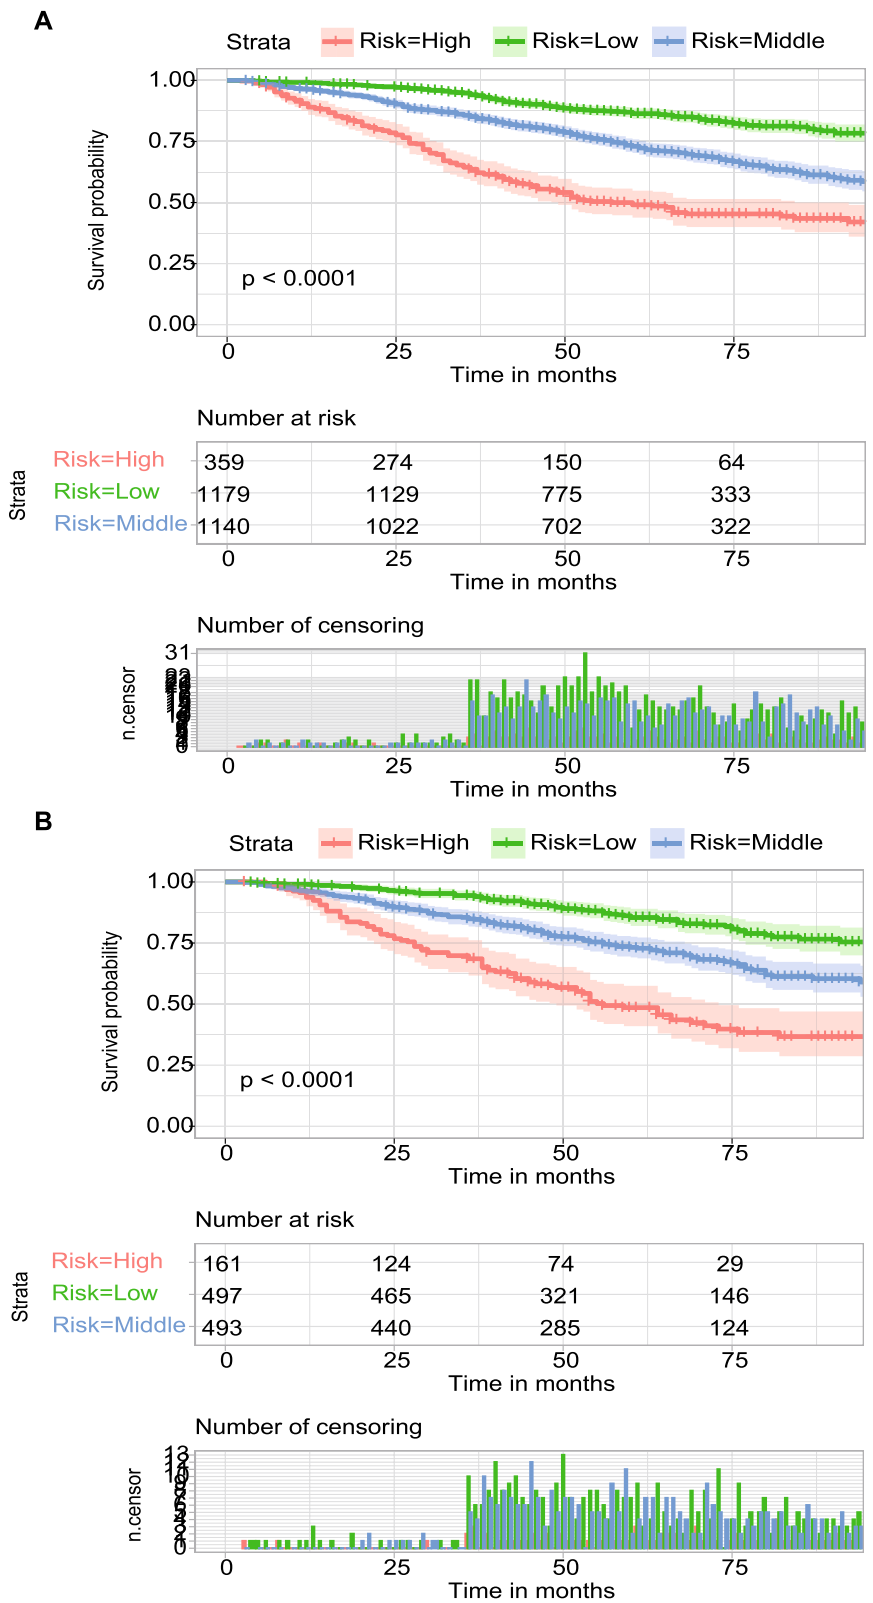 A
Strata Risk=High Risk=Low Risk=Middle
Survival probability
1.00
0.75
0.50
0.25
0.00
p < 0.0001
0 25 50 75
Time in months
Number at risk
Strata
Risk=High 359 274 150 64
Risk=Low 1179 1129 775 333
Risk=Middle 1140 1022 702 322
0 25 50 75
Time in months
Number of censoring
n.censor
31
0
0 25 50 75
Time in months
B
Strata Risk=High Risk=Low Risk=Middle
Survival probability
1.00
0.75
0.50
0.25
0.00
p < 0.0001
0 25 50 75
Time in months
Number at risk
Strata
Risk=High 161 124 74 29
Risk=Low 497 465 321 146
Risk=Middle 493 440 285 124
0 25 50 75
Time in months
Number of censoring
n.censor
13
0
0 25 50 75
Time in months